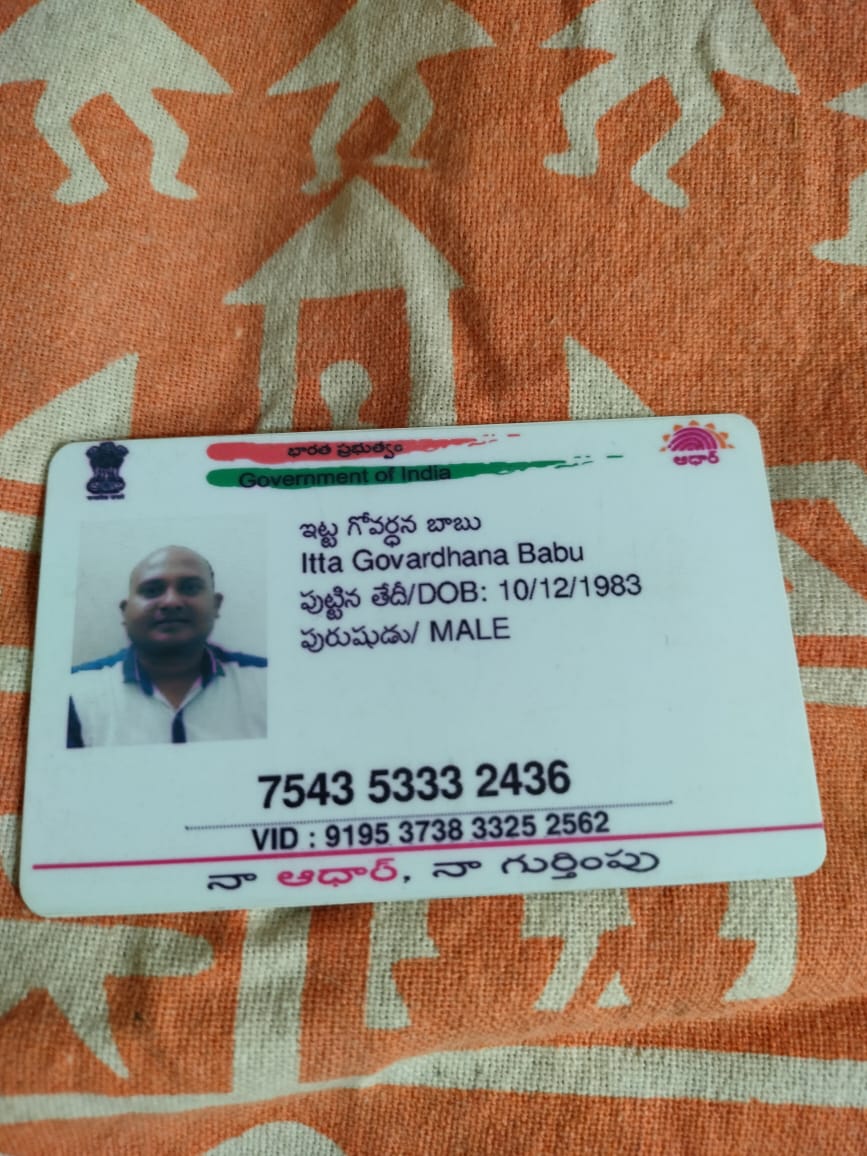 భారత ప్రభుత్వం
Government of India
ఆధార్
ఇట్ట గోవర్ధన బాబు
Itta Govardhana Babu
పుట్టిన తేదీ/DOB: 10/12/1983
పురుషుడు/ MALE
7543 5333 2436
VID : 9195 3738 3325 2562
నా ఆధార్, నా గుర్తింపు